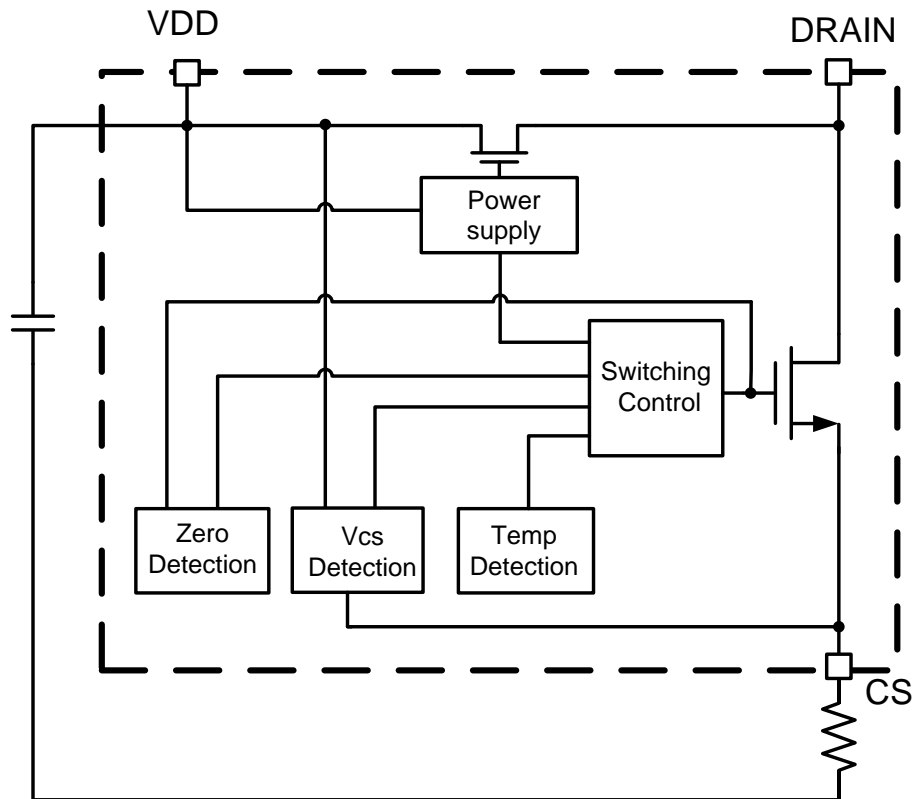 VDD
DRAIN
Power
supply
Switching
Control
Zero
Detection
Vcs
Detection
Temp
Detection
CS